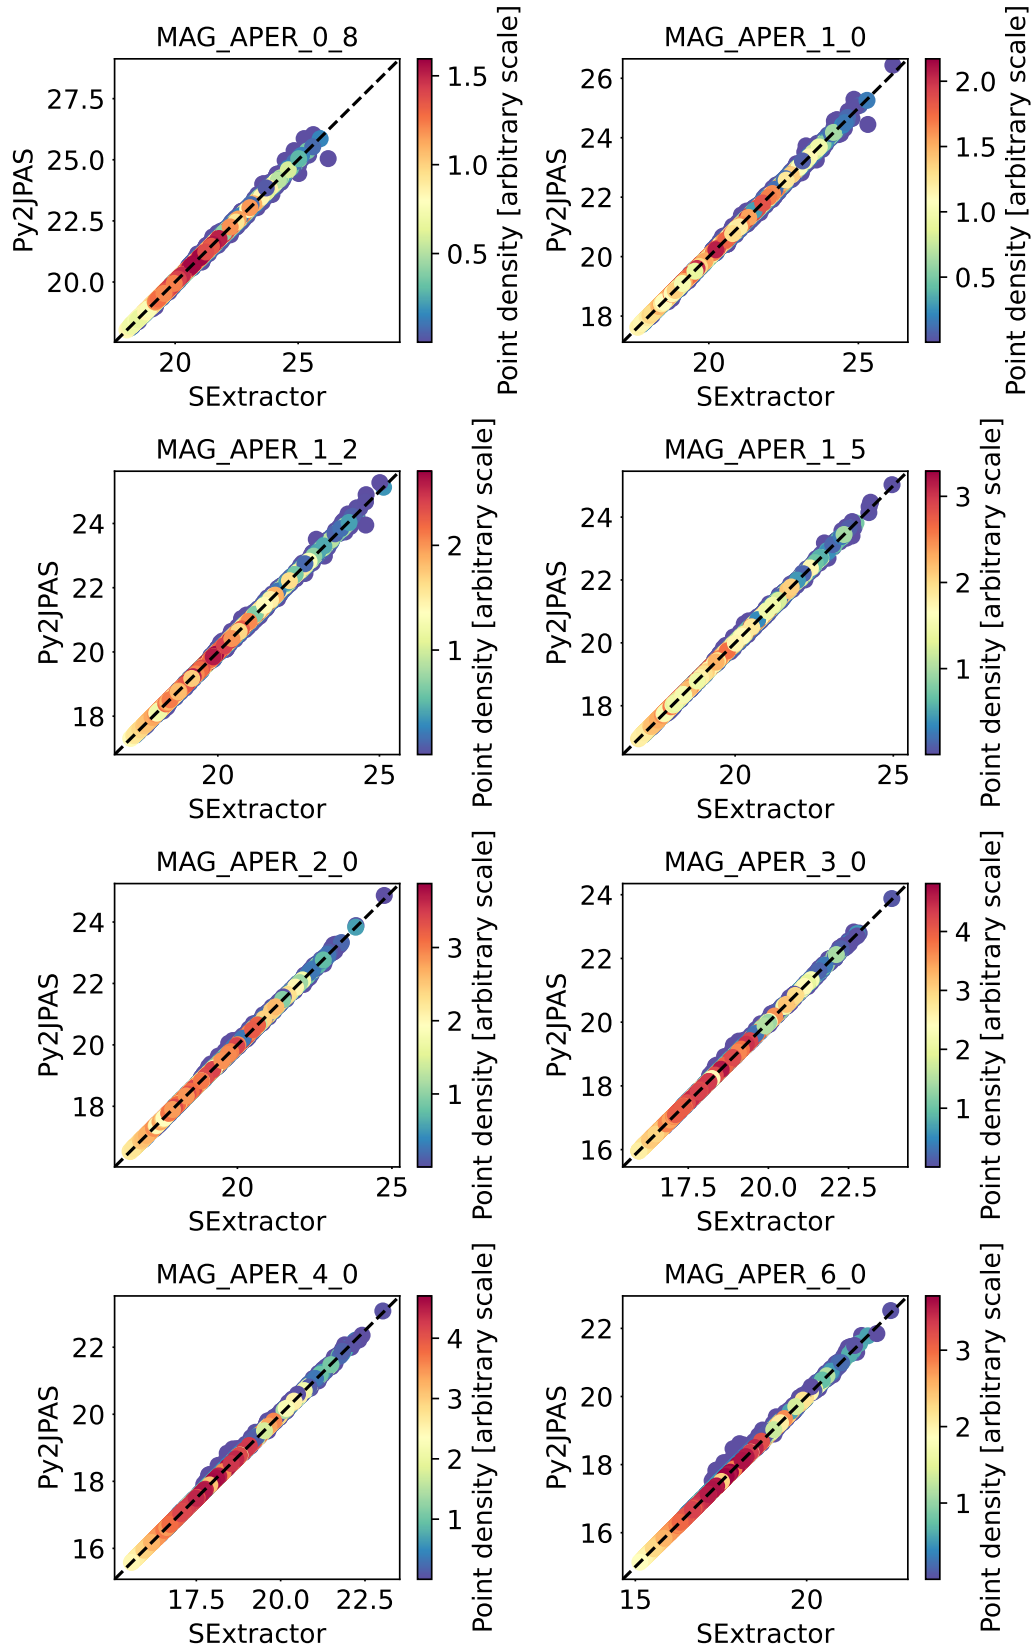 MAG_APER_0_8
27.5
25.0
22.5
20.0
Py2JPAS
20
25
SExtractor
1.5
1.0
0.5
Point density [arbitrary scale]
MAG_APER_1_0
26
24
22
20
18
Py2JPAS
20
25
SExtractor
2.0
1.5
1.0
0.5
Point density [arbitrary scale]
MAG_APER_1_2
24
22
20
18
Py2JPAS
20
25
SExtractor
2
1
Point density [arbitrary scale]
MAG_APER_1_5
24
22
20
18
Py2JPAS
20
25
SExtractor
3
2
1
Point density [arbitrary scale]
MAG_APER_2_0
24
22
20
18
Py2JPAS
20
25
SExtractor
3
2
1
Point density [arbitrary scale]
MAG_APER_3_0
24
22
20
18
16
Py2JPAS
17.5
20.0
22.5
SExtractor
4
3
2
1
Point density [arbitrary scale]
MAG_APER_4_0
22
20
18
16
Py2JPAS
17.5
20.0
22.5
SExtractor
4
3
2
1
Point density [arbitrary scale]
MAG_APER_6_0
22
20
18
16
Py2JPAS
15
20
SExtractor
3
2
1
Point density [arbitrary scale]